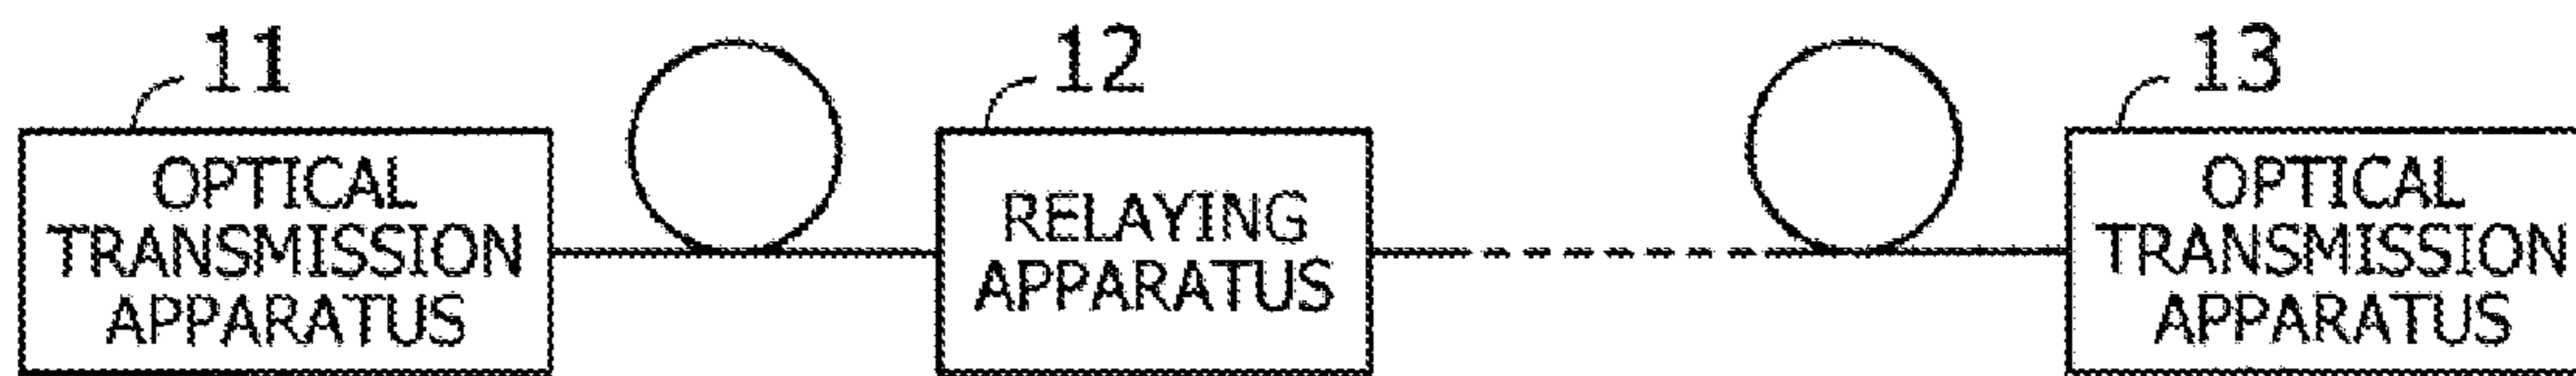 11
12
13
OPTICAL
TRANSMISSION
APPARATUS
RELAYING
APPARATUS
OPTICAL
TRANSMISSION
APPARATUS